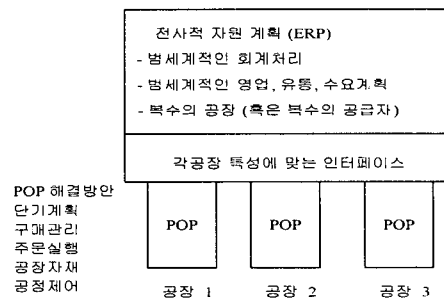 전사적 자원 계획 (ERP)
- 범세계적인 회계처리
- 범세계적인 영업, 유통, 수요계획
- 복수의 공장 (혹은 복수의 공급자)
각공장 특성에 맞는 인터페이스
POP 해결방안
단기계획
구매관리
주문실행
공장자재
공정제어
POP
POP
POP
공장 1
공장 2
공장 3